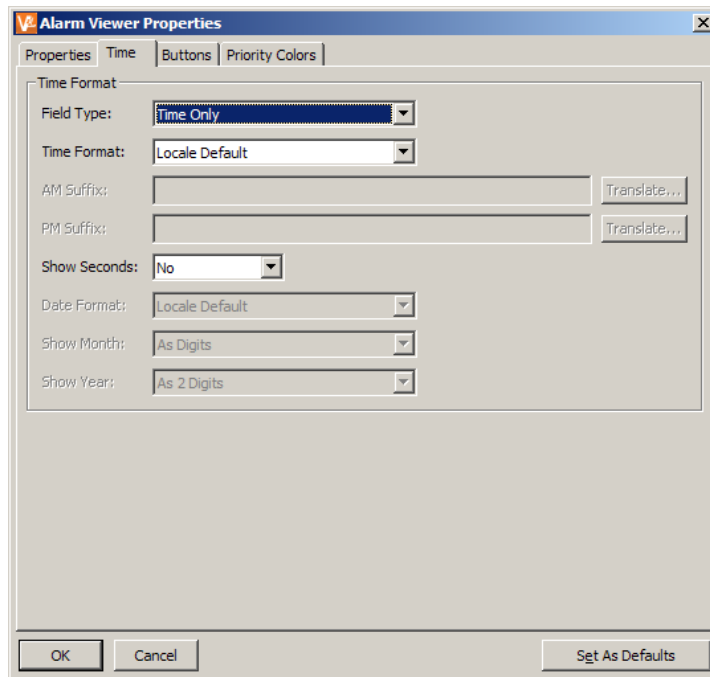 Alarm Viewer Properties
Properties Time Buttons Priority Colors
Time Format
Field Type: Time Only
Time Format: Locale Default
AM Suffix: Translate...
PM Suffix: Translate...
Show Seconds: No
Date Format: Locale Default
Show Month: As Digits
Show Year: As 2 Digits
OK Cancel Set As Defaults